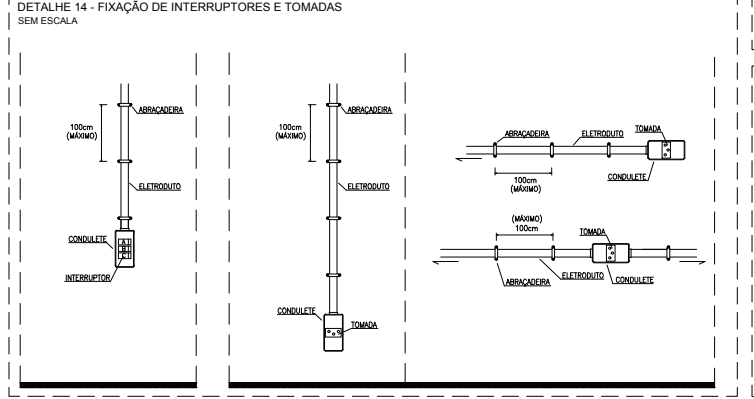 DETALHE 14 - FIXAÇÃO DE INTERRUPTORES E TOMADAS
SEM ESCALA
ABRAÇADEIRA
100cm
(MÁXIMO)
ELETRODUTO
CONDULETE
A
B
C
INTERRUPTOR
ABRAÇADEIRA
100cm
(MÁXIMO)
ELETRODUTO
CONDULETE
TOMADA
ABRAÇADEIRA
ELETRODUTO
TOMADA
100cm
(MÁXIMO)
CONDULETE
(MÁXIMO)
100cm
TOMADA
ABRAÇADEIRA
ELETRODUTO
CONDULETE